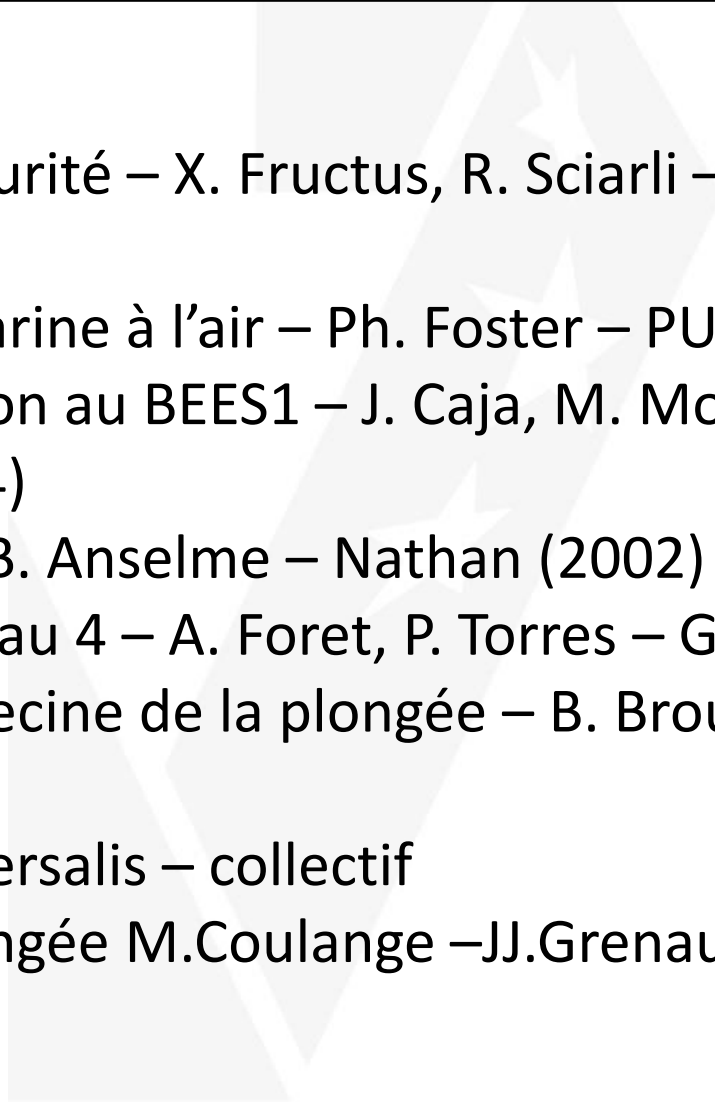 urité – X. Fructus, R. Sciarli –
arine à l’air – Ph. Foster – PU
on au BEES1 – J. Caja, M. Mo
)
B. Anselme – Nathan (2002)
au 4 – A. Foret, P. Torres – G
ecine de la plongée – B. Brou
ersalis – collectif
ngée M.Coulange –JJ.Grenau